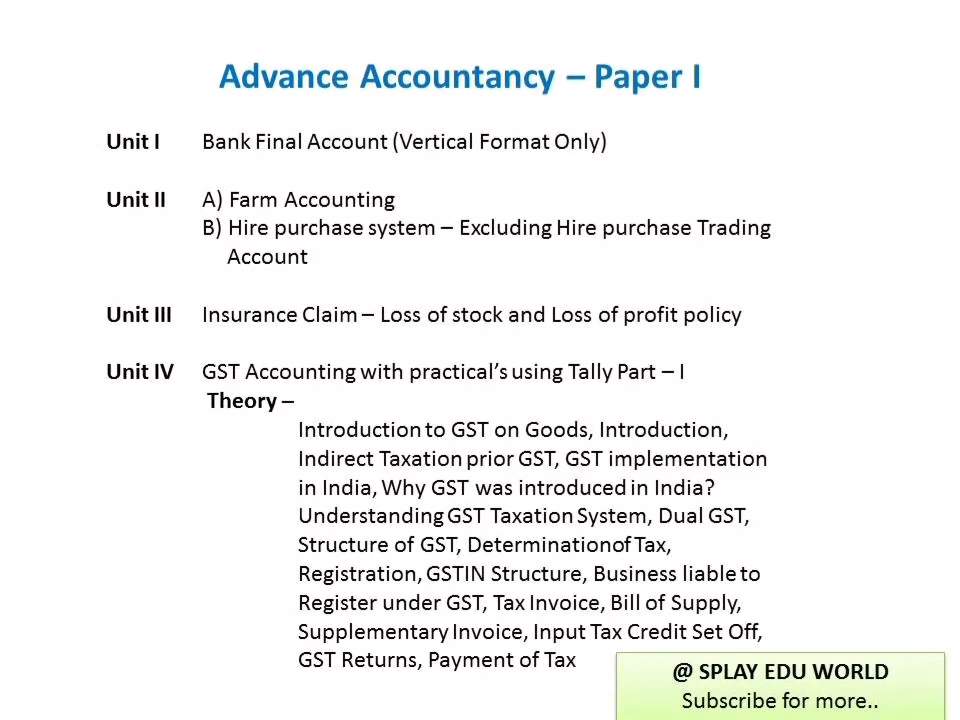 Advance Accountancy – Paper I
Unit I Bank Final Account (Vertical Format Only)
Unit II A) Farm Accounting
B) Hire purchase system – Excluding Hire purchase Trading
Account
Unit III Insurance Claim – Loss of stock and Loss of profit policy
Unit IV GST Accounting with practical's using Tally Part – I
Theory –
Introduction to GST on Goods, Introduction,
Indirect Taxation prior GST, GST implementation
in India, Why GST was introduced in India?
Understanding GST Taxation System, Dual GST,
Structure of GST, Determinationof Tax,
Registration, GSTIN Structure, Business liable to
Register under GST, Tax Invoice, Bill of Supply,
Supplementary Invoice, Input Tax Credit Set Off,
GST Returns, Payment of Tax
@ SPLAY EDU WORLD
Subscribe for more..